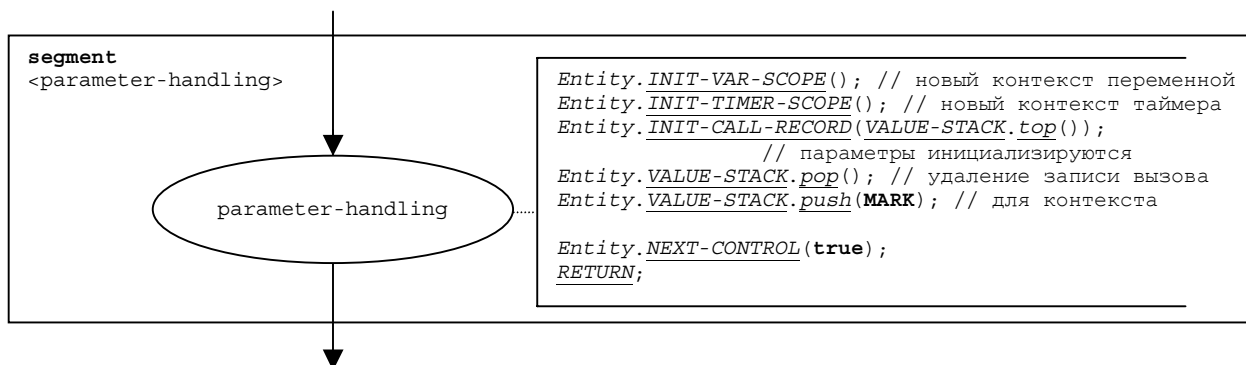 segment
<parameter-handling>
parameter-handling
Entity.INIT-VAR-SCOPE(); // новый контекст переменной
Entity.INIT-TIMER-SCOPE(); // новый контекст таймера
Entity.INIT-CALL-RECORD(VALUE-STACK.top());
// параметры инициализируются
Entity.VALUE-STACK.pop(); // удаление записи вызова
Entity.VALUE-STACK.push(MARK); // для контекста
Entity.NEXT-CONTROL(true);
RETURN;